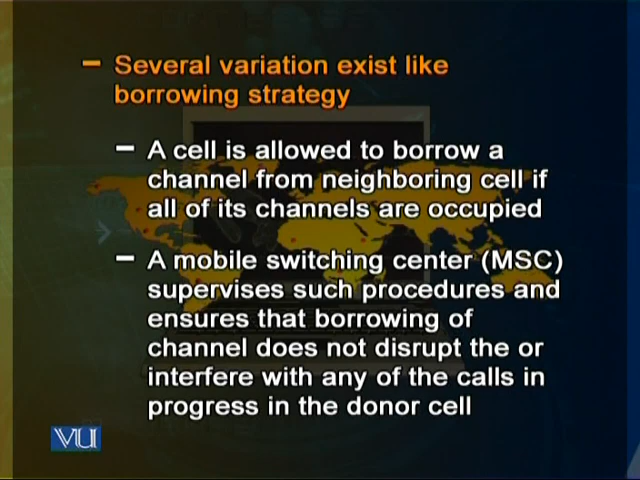 – Several variation exist like
borrowing strategy
– A cell is allowed to borrow a
channel from neighboring cell if
all of its channels are occupied
– A mobile switching center (MSC)
supervises such procedures and
ensures that borrowing of
channel does not disrupt the or
interfere with any of the calls in
progress in the donor cell
VU